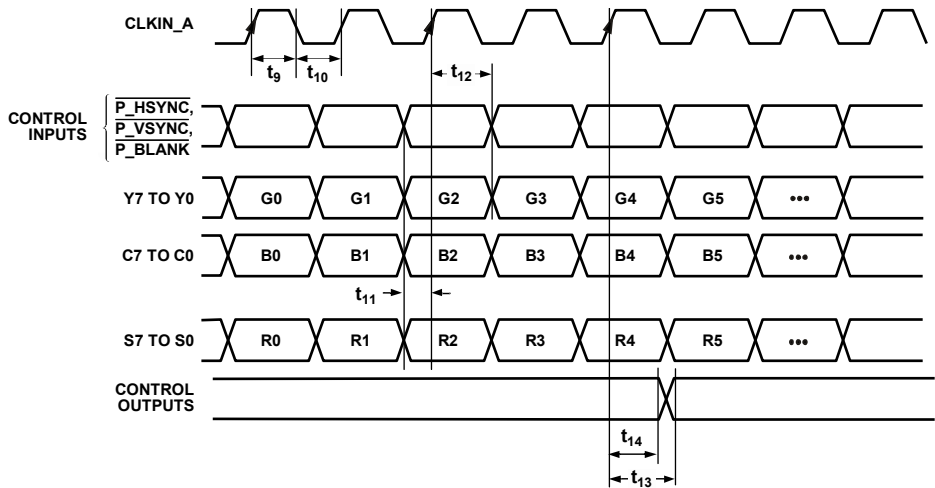 CLKIN_A
t9 t10 t12
CONTROL INPUTS
P_HSYNC,
P_VSYNC,
P_BLANK
Y7 TO Y0 G0 G1 G2 G3 G4 G5 •••
C7 TO C0 B0 B1 B2 B3 B4 B5 •••
t11
S7 TO S0 R0 R1 R2 R3 R4 R5 •••
CONTROL
OUTPUTS
t14
t13